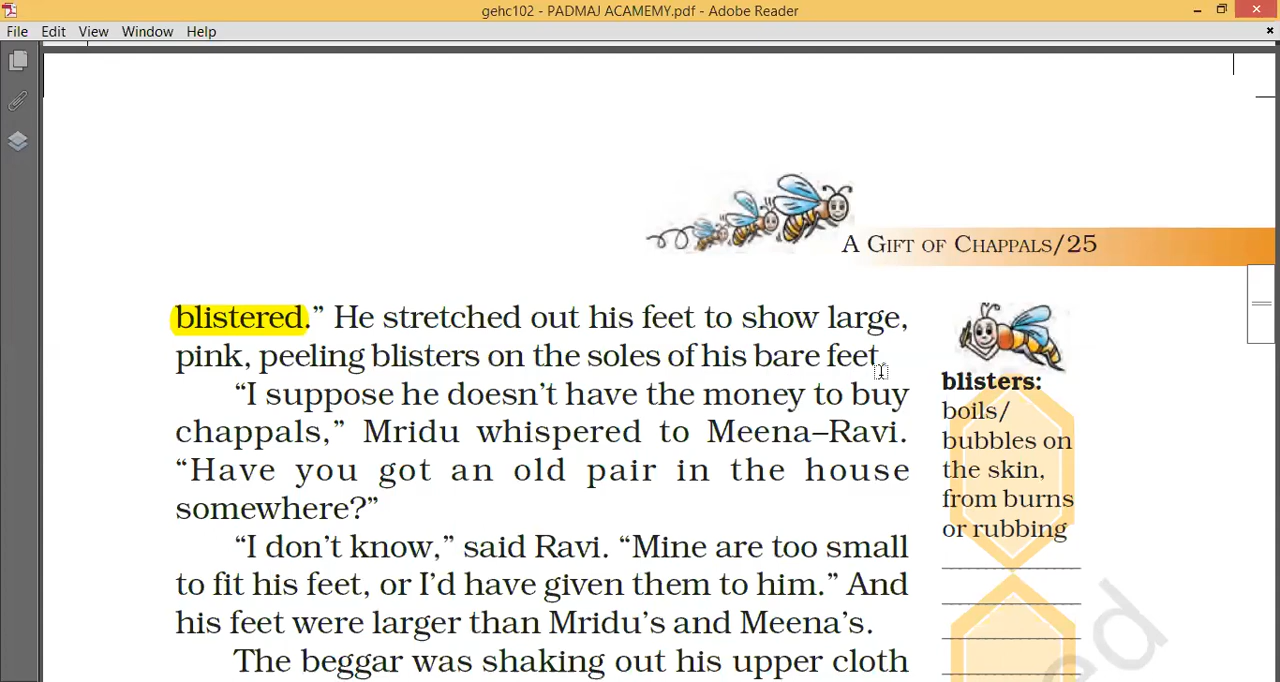 gehc102 - PADMAJ ACAMEMY.pdf - Adobe Reader
File Edit View Window Help
A GIFT OF CHAPPALS/25
blistered.” He stretched out his feet to show large,
pink, peeling blisters on the soles of his bare feet.
“I suppose he doesn’t have the money to buy
chappals,” Mridu whispered to Meena–Ravi.
“Have you got an old pair in the house
somewhere?”
“I don’t know,” said Ravi. “Mine are too small
to fit his feet, or I’d have given them to him.” And
his feet were larger than Mridu’s and Meena’s.
The beggar was shaking out his upper cloth
blisters:
boils/
bubbles on
the skin,
from burns
or rubbing